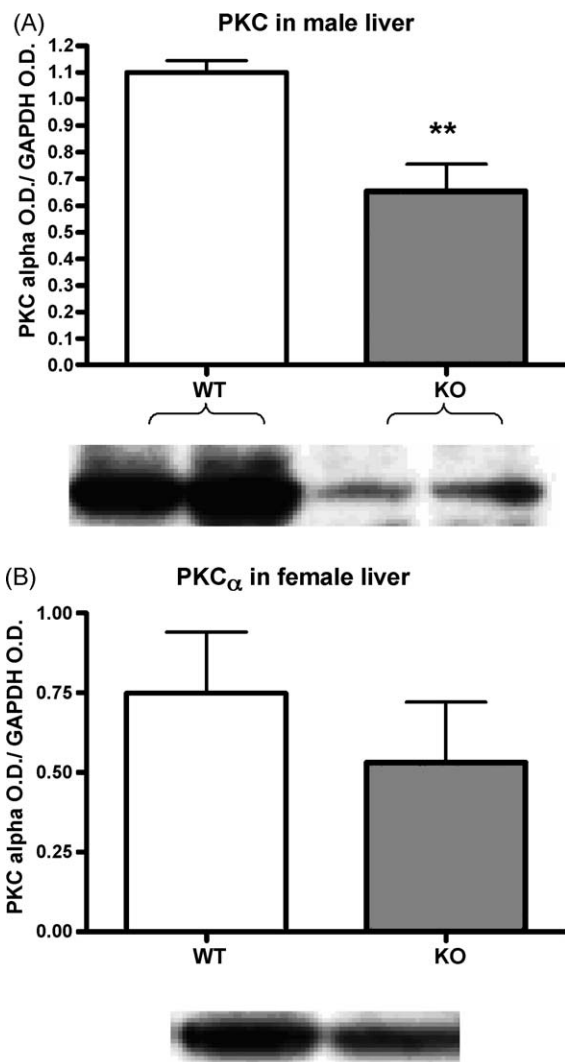 (A)
PKC in male liver
PKC alpha O.D./ GAPDH O.D.
1.2
1.1
1.0
0.9
0.8
0.7
0.6
0.5
0.4
0.3
0.2
0.1
0.0
**
WT KO
(B)
PKCα in female liver
PKC alpha O.D./ GAPDH O.D.
1.00
0.75
0.50
0.25
0.00
WT KO